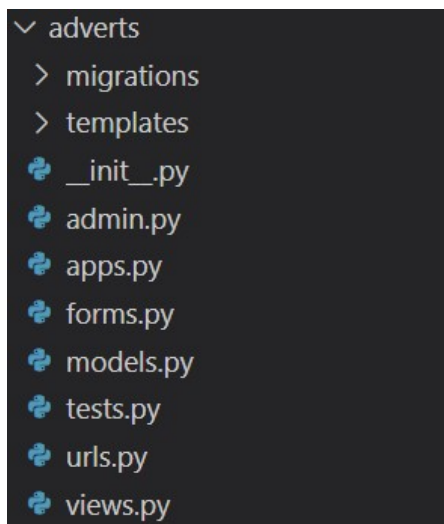 adverts
migrations
templates
__init__.py
admin.py
apps.py
forms.py
models.py
tests.py
urls.py
views.py